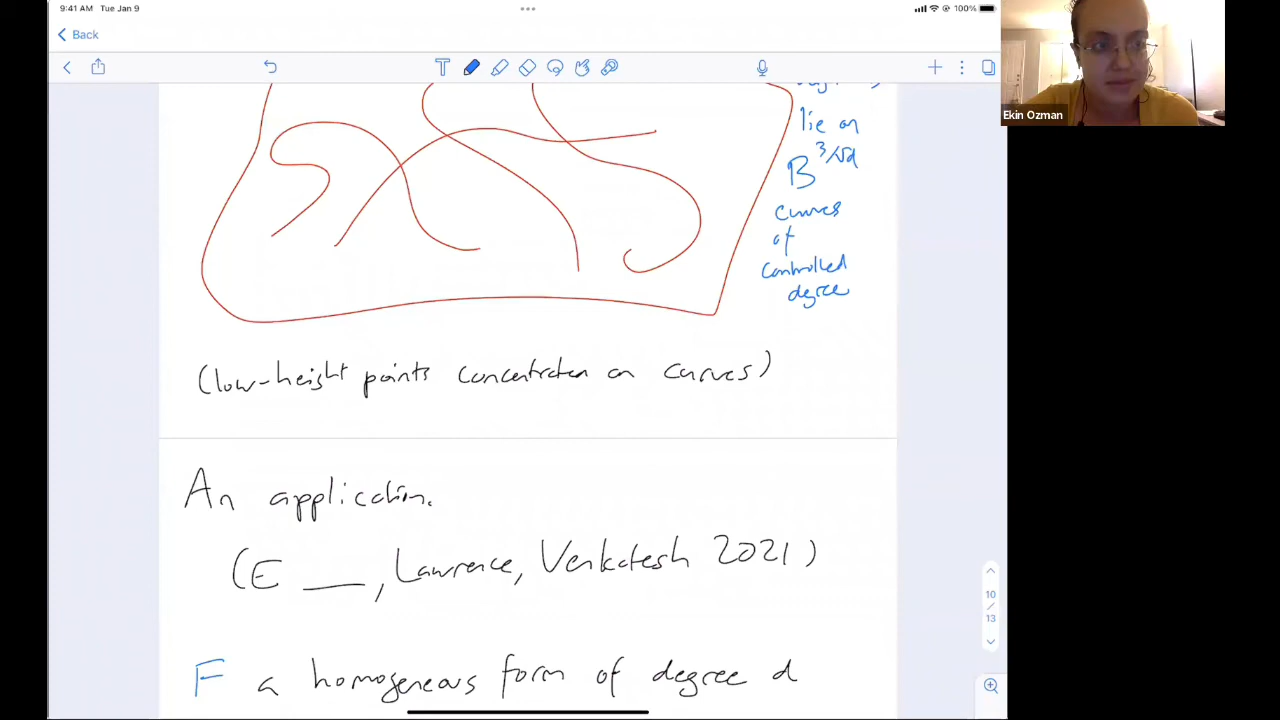 9:41 AM Tue Jan 9
100%
Back
Ekin Ozman
lie on
B^3/√d
curves
of
controlled
degree
(low-height points concentrated on curves)
An application.
(E ___, Lawrence, Venkatesh 2021)
F a homogeneous form of degree d
10
/
13